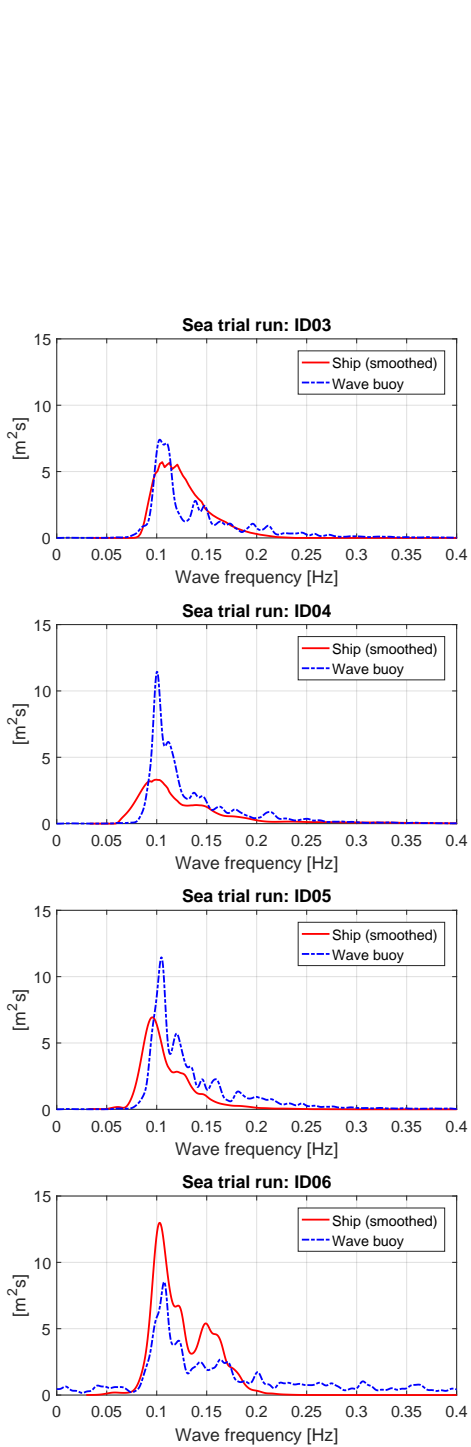 Sea trial run: ID03
15
10
5
0
[m²s]
Ship (smoothed)
Wave buoy
0 0.05 0.1 0.15 0.2 0.25 0.3 0.35 0.4
Wave frequency [Hz]
Sea trial run: ID04
15
10
5
0
[m²s]
Ship (smoothed)
Wave buoy
0 0.05 0.1 0.15 0.2 0.25 0.3 0.35 0.4
Wave frequency [Hz]
Sea trial run: ID05
15
10
5
0
[m²s]
Ship (smoothed)
Wave buoy
0 0.05 0.1 0.15 0.2 0.25 0.3 0.35 0.4
Wave frequency [Hz]
Sea trial run: ID06
15
10
5
0
[m²s]
Ship (smoothed)
Wave buoy
0 0.05 0.1 0.15 0.2 0.25 0.3 0.35 0.4
Wave frequency [Hz]